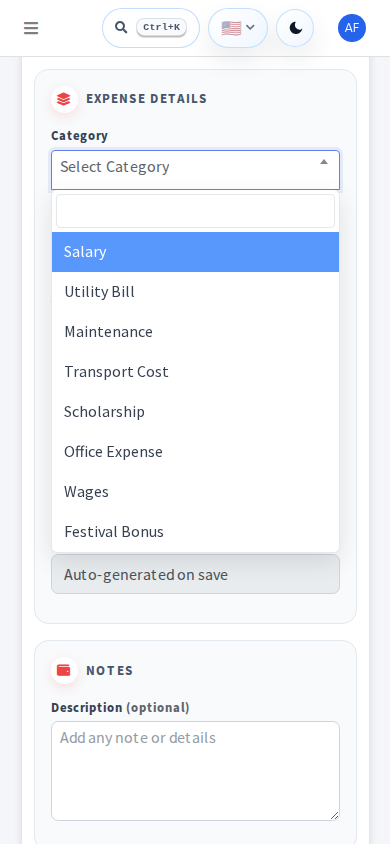 Ctrl+K
AF
EXPENSE DETAILS
Category
Select Category
Salary
Utility Bill
Maintenance
Transport Cost
Scholarship
Office Expense
Wages
Festival Bonus
Auto-generated on save
NOTES
Description (optional)
Add any note or details